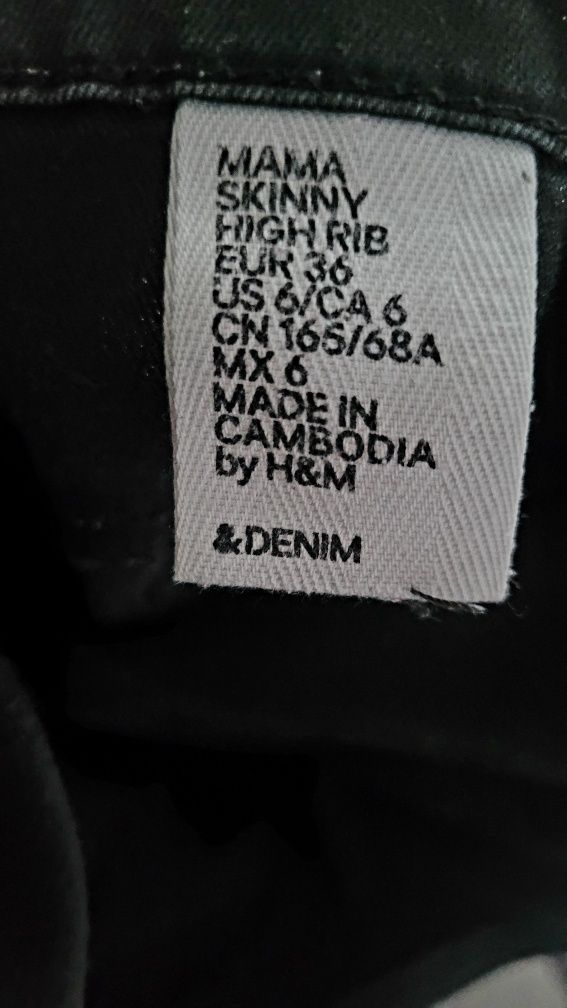 MAMA
SKINNY
HIGH RIB
EUR 36
US 6/CA 6
CN 165/68A
MX 6
MADE IN
CAMBODIA
by H&M
&DENIM